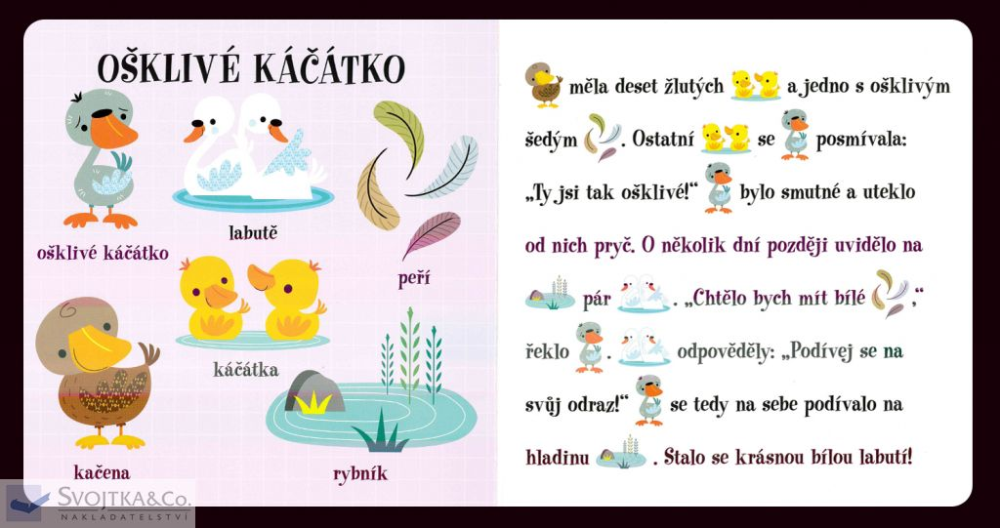 OŠKLIVÉ KÁČÁTKO
ošklivé káčátko
labutě
peří
káčátka
kačena
rybník
měla deset žlutých a jedno s ošklivým
šedým . Ostatní se posmívala:
„Ty jsi tak ošklivé!“ bylo smutné a uteklo
od nich pryč. O několik dní později uvidělo na
pár . „Chtělo bych mít bílé ,“
řeklo . odpověděly: „Podívej se na
svůj odraz!“ se tedy na sebe podívalo na
hladinu . Stalo se krásnou bílou labutí!
SVOJTKA&CO.
NAKLADATELSTVÍ